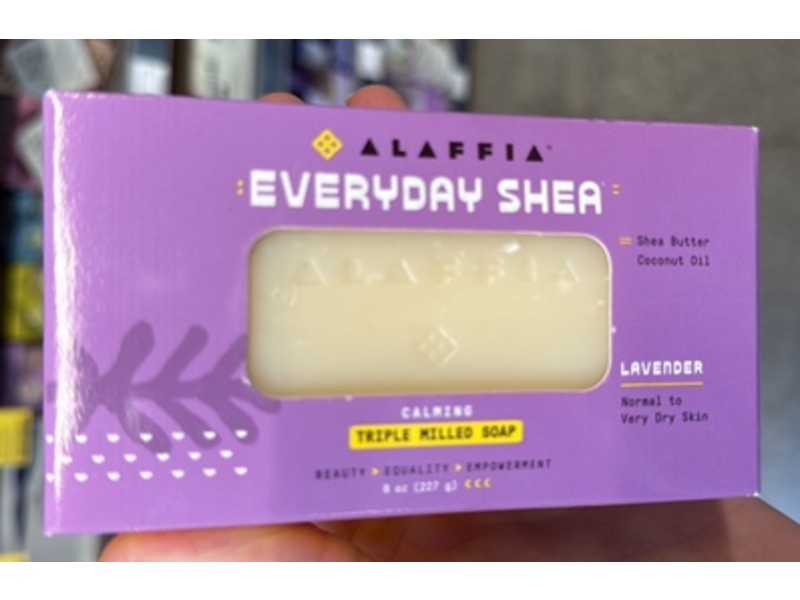 ALAFFIA
EVERYDAY SHEA
ALAFFIA
Shea Butter
Coconut Oil
LAVENDER
Normal to
Very Dry Skin
CALMING
TRIPLE MILLED SOAP
BEAUTY EQUALITY EMPOWERMENT
8 oz (227 g)